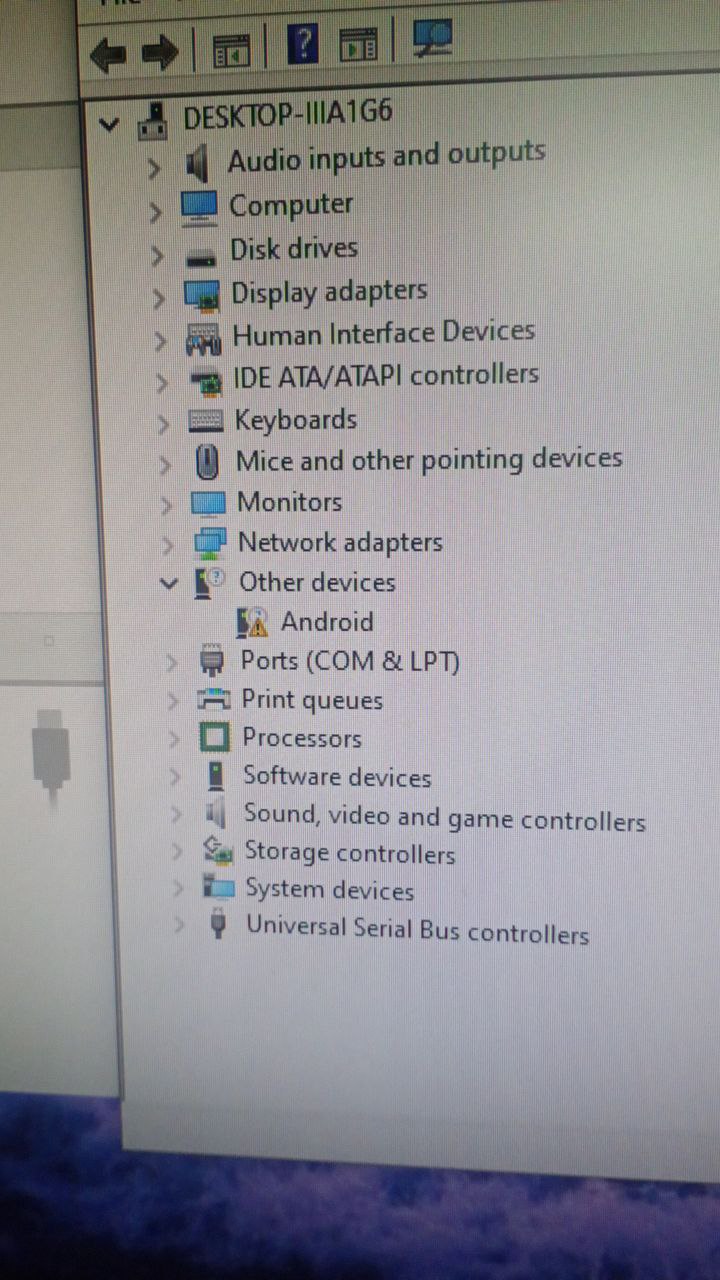 DESKTOP-IIIA1G6
Audio inputs and outputs
Computer
Disk drives
Display adapters
Human Interface Devices
IDE ATA/ATAPI controllers
Keyboards
Mice and other pointing devices
Monitors
Network adapters
Other devices
Android
Ports (COM & LPT)
Print queues
Processors
Software devices
Sound, video and game controllers
Storage controllers
System devices
Universal Serial Bus controllers